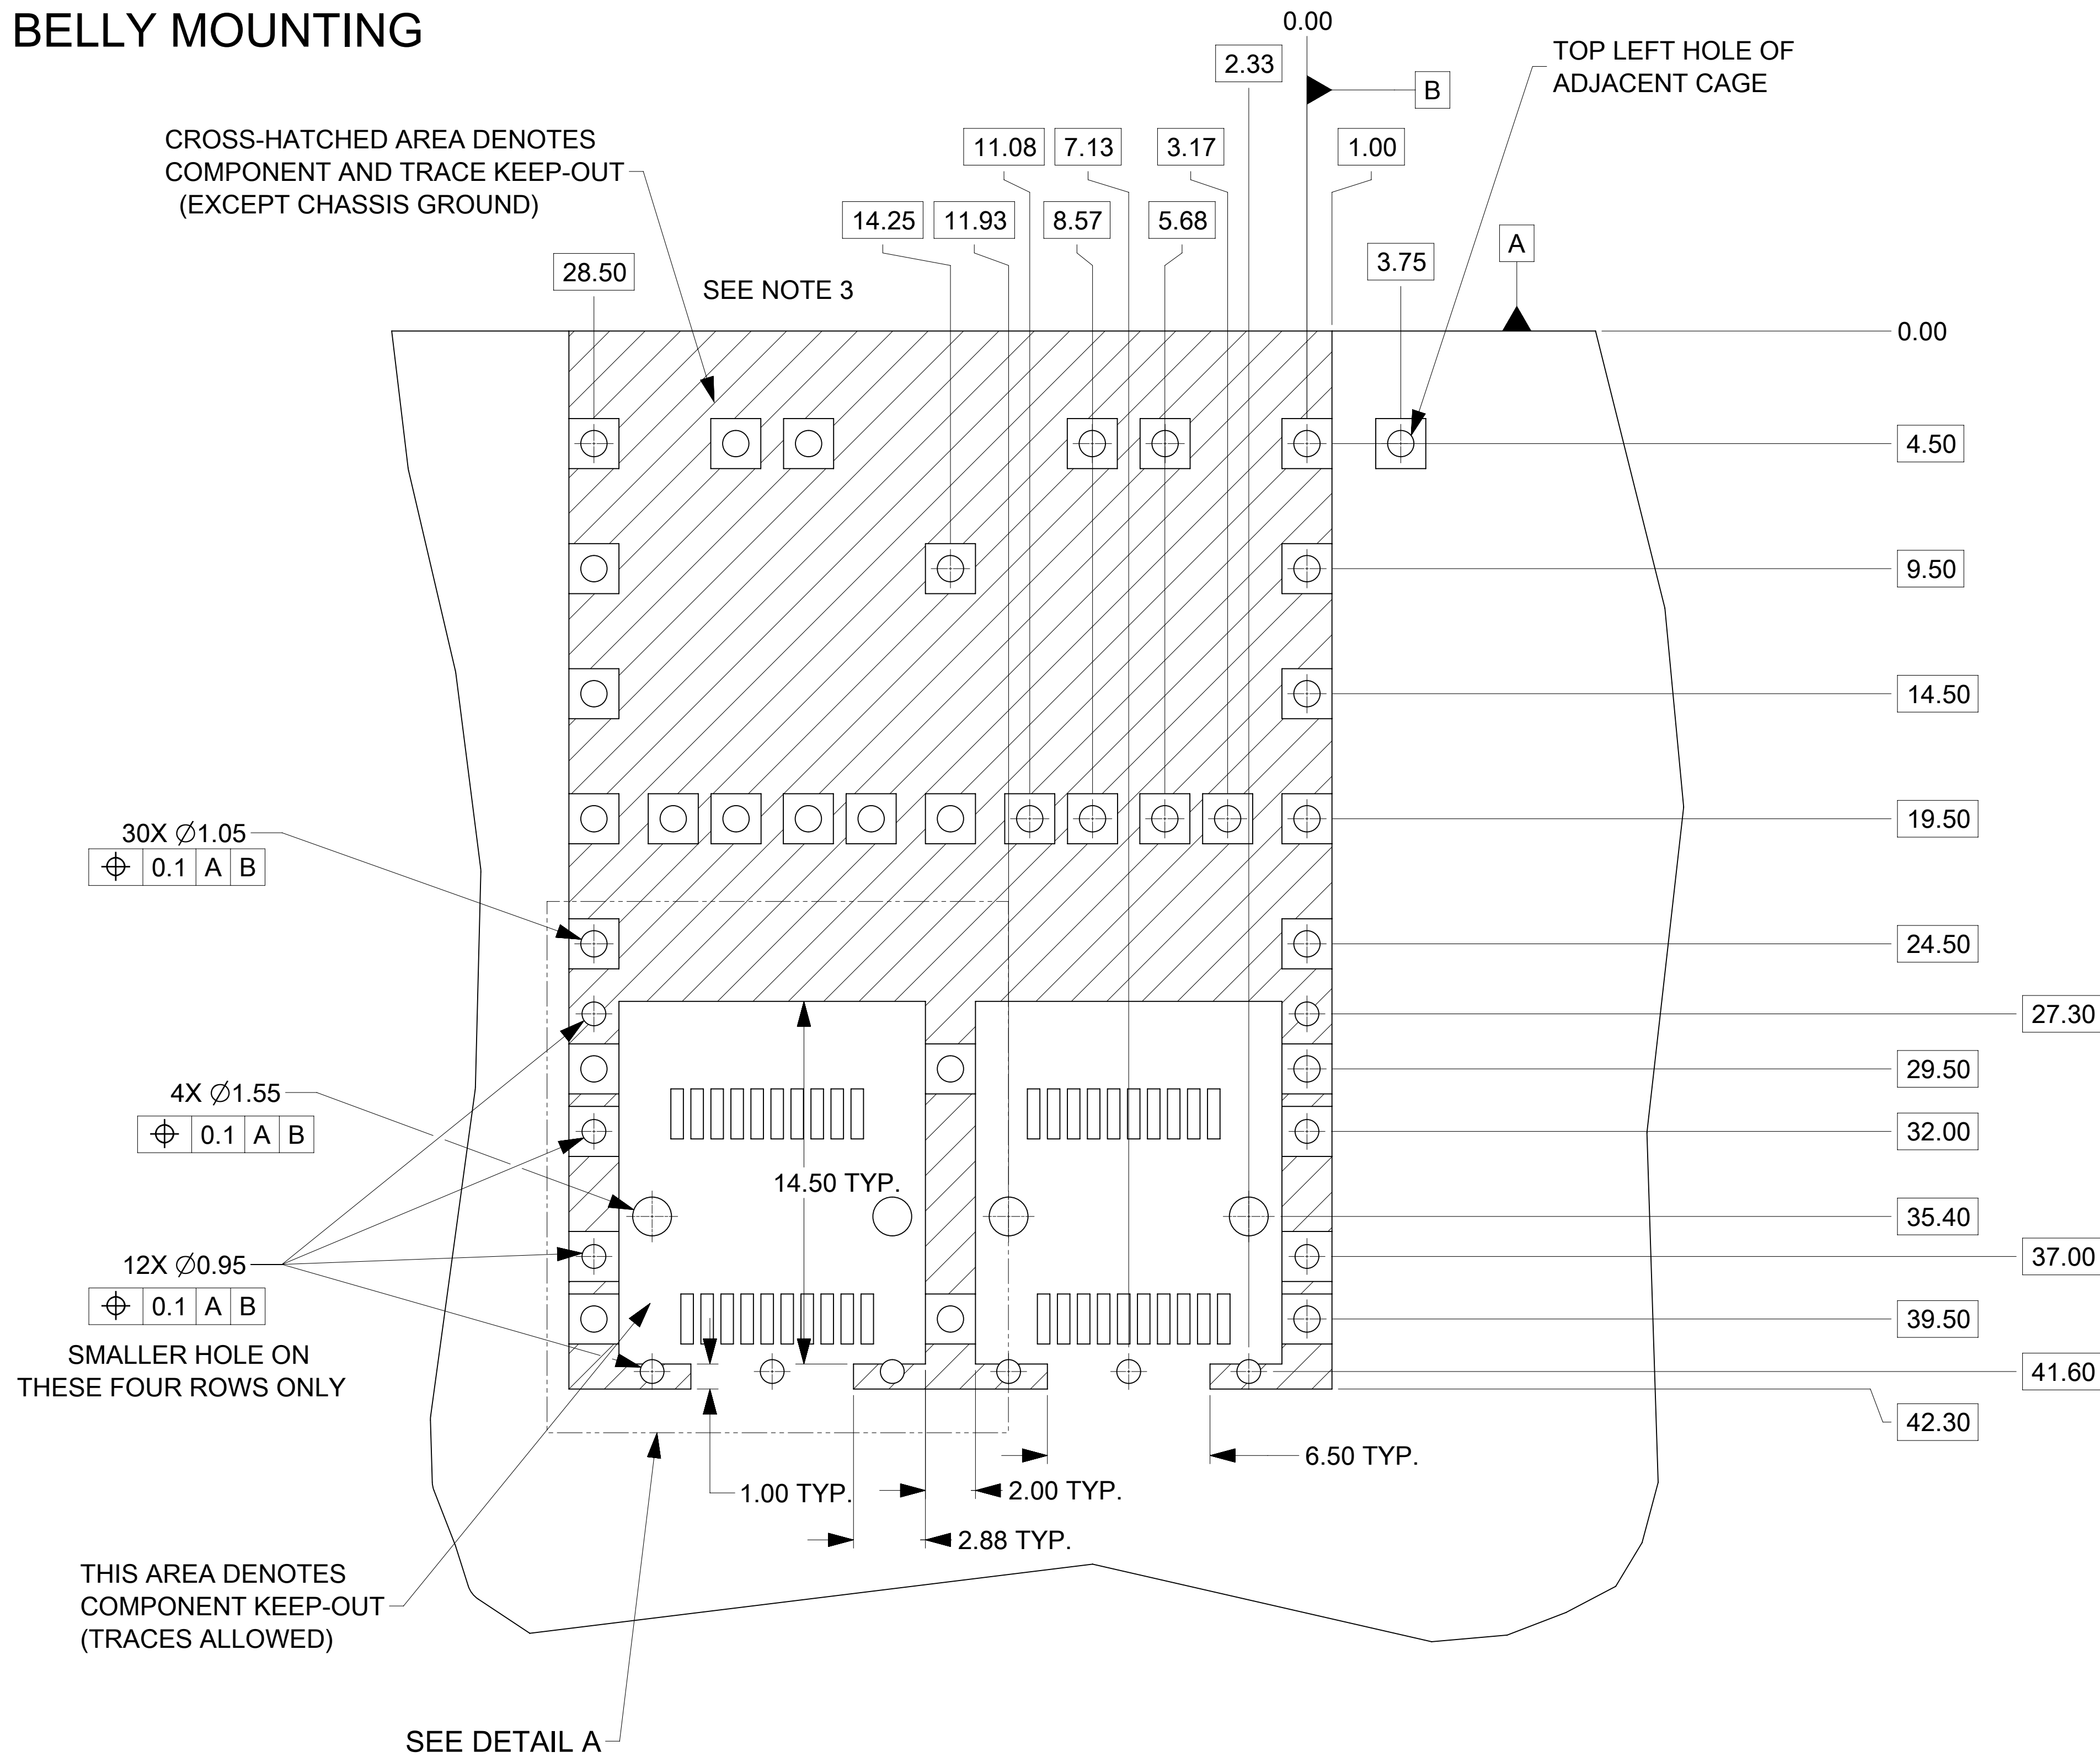 BELLY MOUNTING
0.00
2.33
B
TOP LEFT HOLE OF
ADJACENT CAGE
CROSS-HATCHED AREA DENOTES
COMPONENT AND TRACE KEEP-OUT
(EXCEPT CHASSIS GROUND)
11.08
7.13
3.17
1.00
14.25
11.93
8.57
5.68
A
3.75
28.50
SEE NOTE 3
0.00
4.50
9.50
14.50
19.50
30X ∅1.05
⌖ 0.1 A B
24.50
27.30
29.50
4X ∅1.55
⌖ 0.1 A B
32.00
14.50 TYP.
35.40
37.00
12X ∅0.95
⌖ 0.1 A B
SMALLER HOLE ON
THESE FOUR ROWS ONLY
39.50
41.60
42.30
6.50 TYP.
1.00 TYP.
2.00 TYP.
2.88 TYP.
THIS AREA DENOTES
COMPONENT KEEP-OUT
(TRACES ALLOWED)
SEE DETAIL A